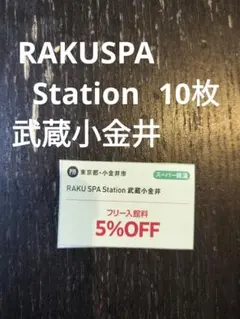 RAKUSPA
Station 10枚
武蔵小金井
PR 東京都・小金井市 スーパー銭湯
RAKU SPA Station 武蔵小金井
フリー入館料
5%OFF